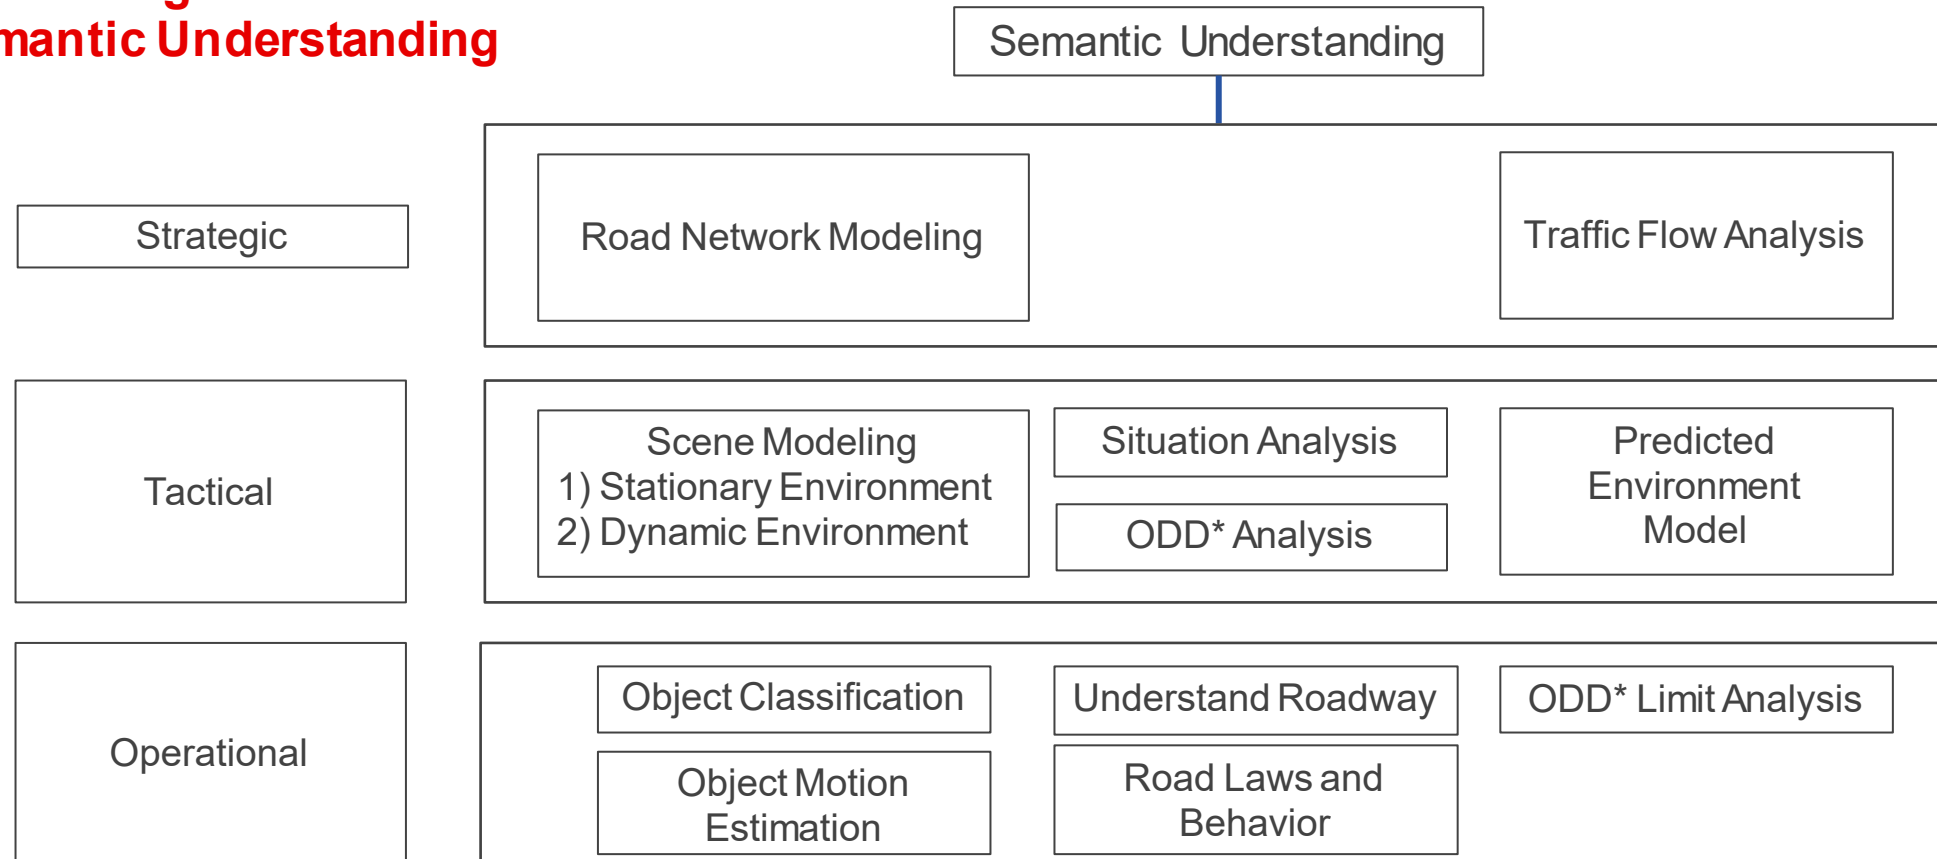 mantic Understanding
Semantic Understanding
Strategic
Road Network Modeling
Traffic Flow Analysis
Tactical
Scene Modeling
1) Stationary Environment
2) Dynamic Environment
Situation Analysis
ODD* Analysis
Predicted
Environment
Model
Operational
Object Classification
Understand Roadway
ODD* Limit Analysis
Object Motion
Estimation
Road Laws and
Behavior